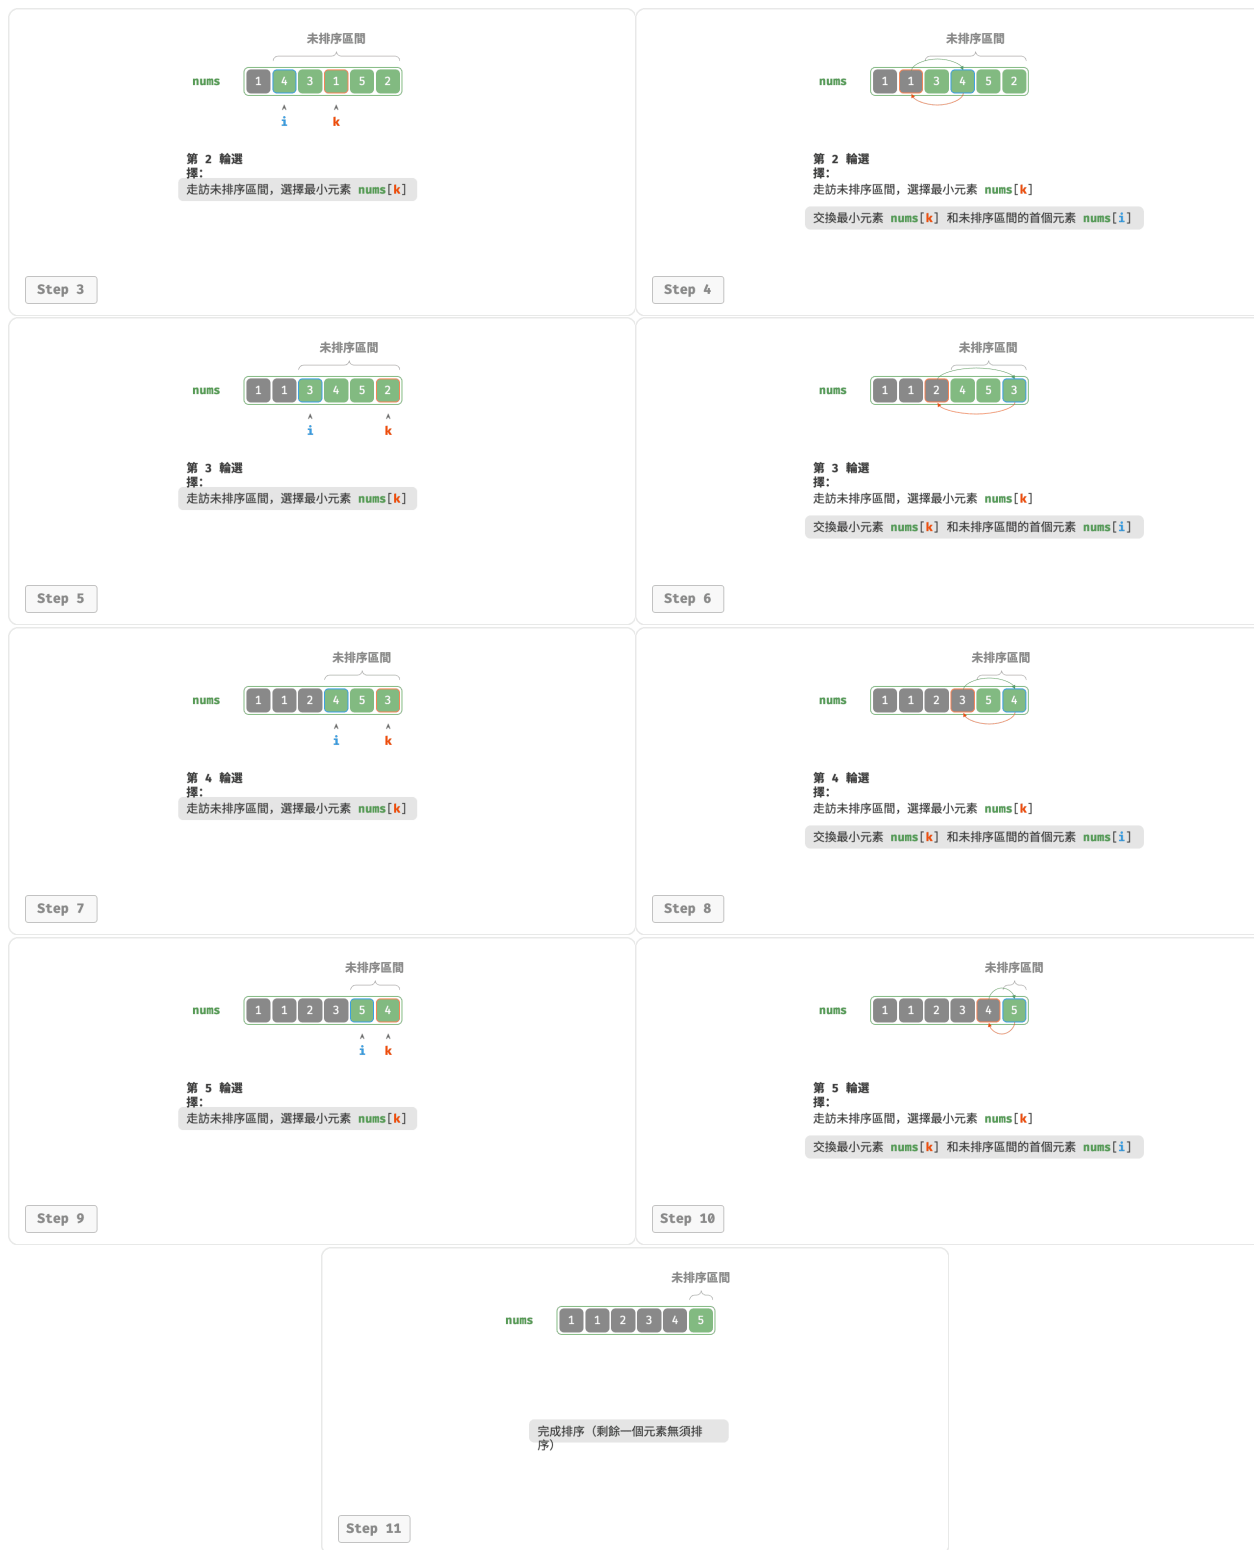 未排序區間
nums 1 4 3 1 5 2
i k
第 2 輪選
擇：
走訪未排序區間，選擇最小元素 nums[k]
Step 3
未排序區間
nums 1 1 3 4 5 2
第 2 輪選
擇：
走訪未排序區間，選擇最小元素 nums[k]
交換最小元素 nums[k] 和未排序區間的首個元素 nums[i]
Step 4
未排序區間
nums 1 1 3 4 5 2
i k
第 3 輪選
擇：
走訪未排序區間，選擇最小元素 nums[k]
Step 5
未排序區間
nums 1 1 2 4 5 3
第 3 輪選
擇：
走訪未排序區間，選擇最小元素 nums[k]
交換最小元素 nums[k] 和未排序區間的首個元素 nums[i]
Step 6
未排序區間
nums 1 1 2 4 5 3
i k
第 4 輪選
擇：
走訪未排序區間，選擇最小元素 nums[k]
Step 7
未排序區間
nums 1 1 2 3 5 4
第 4 輪選
擇：
走訪未排序區間，選擇最小元素 nums[k]
交換最小元素 nums[k] 和未排序區間的首個元素 nums[i]
Step 8
未排序區間
nums 1 1 2 3 5 4
i k
第 5 輪選
擇：
走訪未排序區間，選擇最小元素 nums[k]
Step 9
未排序區間
nums 1 1 2 3 4 5
第 5 輪選
擇：
走訪未排序區間，選擇最小元素 nums[k]
交換最小元素 nums[k] 和未排序區間的首個元素 nums[i]
Step 10
未排序區間
nums 1 1 2 3 4 5
完成排序（剩餘一個元素無須排
序）
Step 11